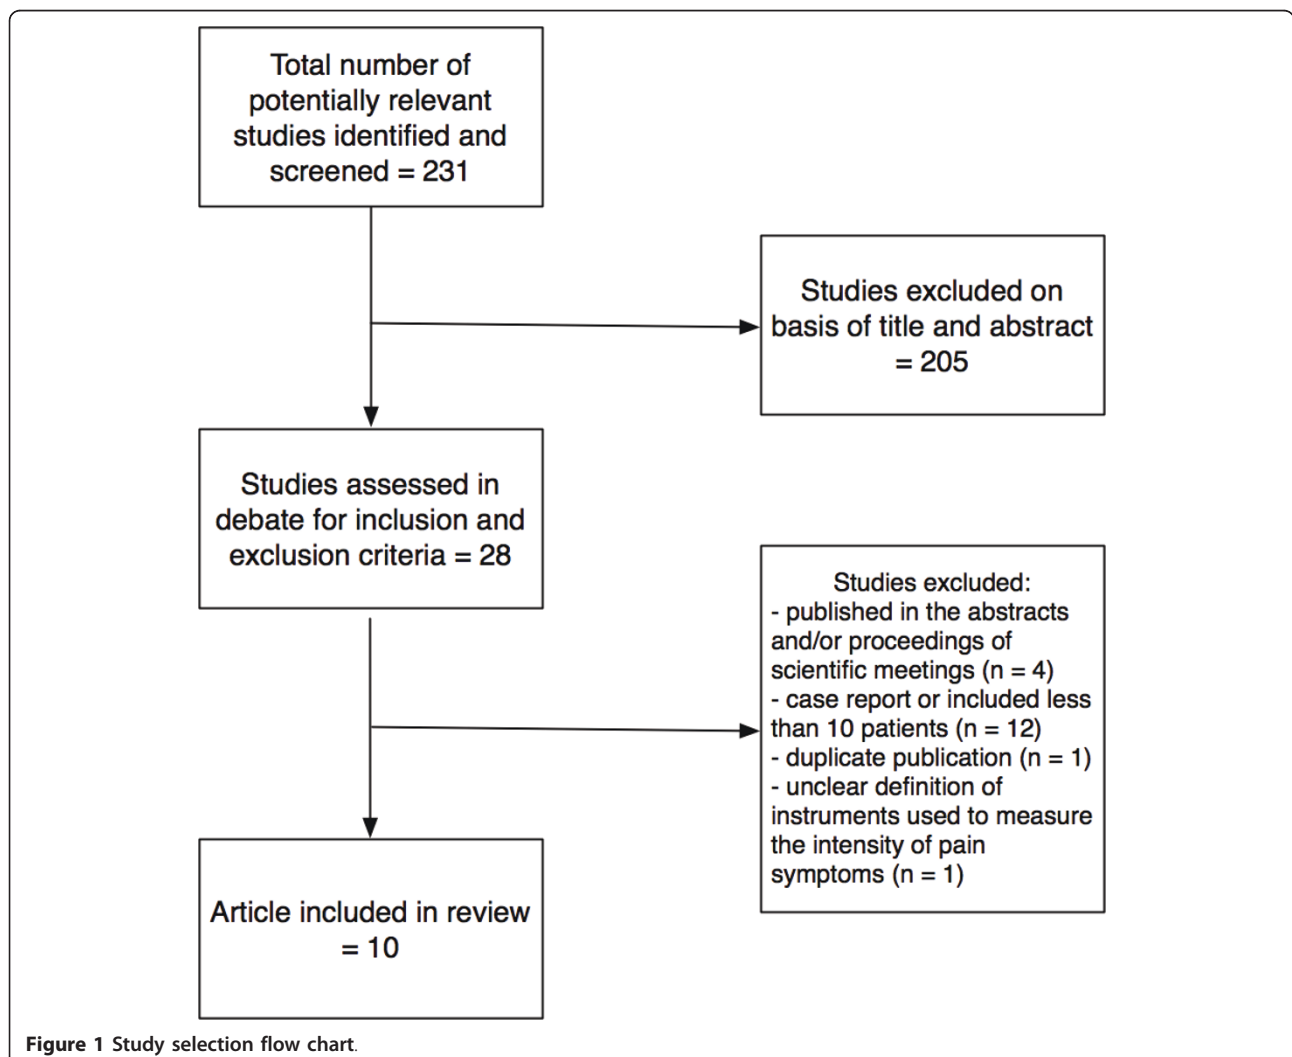 Total number of
potentially relevant
studies identified and
screened = 231
Studies excluded on
basis of title and abstract
= 205
Studies assessed in
debate for inclusion and
exclusion criteria = 28
Studies excluded:
- published in the abstracts
and/or proceedings of
scientific meetings (n = 4)
- case report or included less
than 10 patients (n = 12)
- duplicate publication (n = 1)
- unclear definition of
instruments used to measure
the intensity of pain
symptoms (n = 1)
Article included in review
= 10
Figure 1 Study selection flow chart.